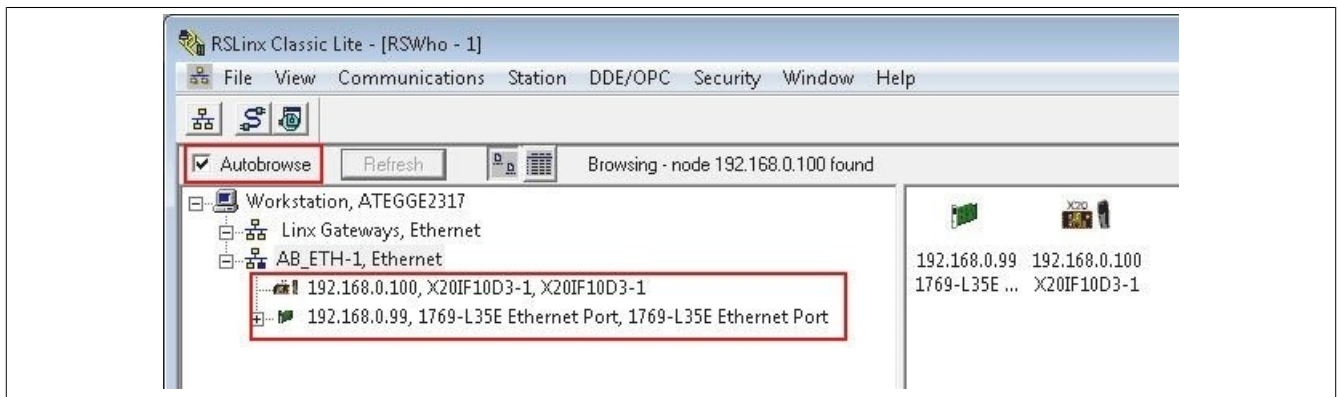 RSLinx Classic Lite - [RSWho - 1]
File View Communications Station DDE/OPC Security Window Help
Autobrowse Refresh Browsing - node 192.168.0.100 found
Workstation, ATEGGE2317
Linx Gateways, Ethernet
AB_ETH-1, Ethernet
192.168.0.100, X20IF10D3-1, X20IF10D3-1
192.168.0.99, 1769-L35E Ethernet Port, 1769-L35E Ethernet Port
X20
192.168.0.99 192.168.0.100
1769-L35E ... X20IF10D3-1